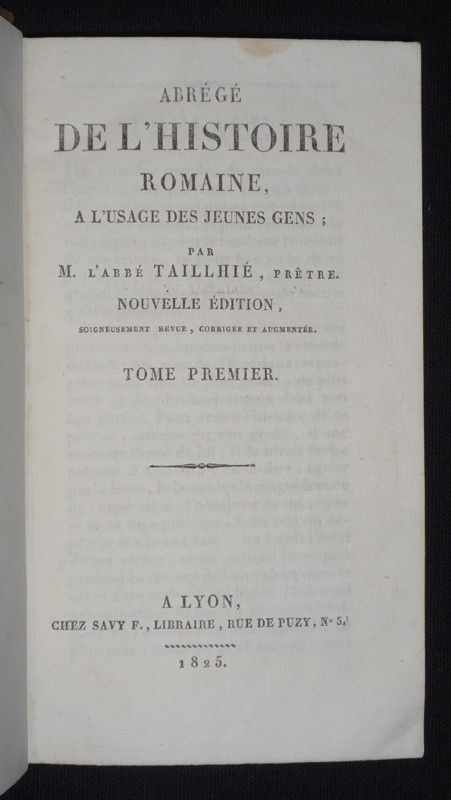 ABRÉGÉ
DE L'HISTOIRE
ROMAINE,
A L'USAGE DES JEUNES GENS ;
PAR
M. L'ABBÉ TAILLHIÉ, PRÊTRE.
NOUVELLE ÉDITION,
SOIGNEUSEMENT REVUE, CORRIGÉE ET AUGMENTÉE.
TOME PREMIER.
A LYON,
CHEZ SAVY F., LIBRAIRE, RUE DE PUZY, No 5.
1825.